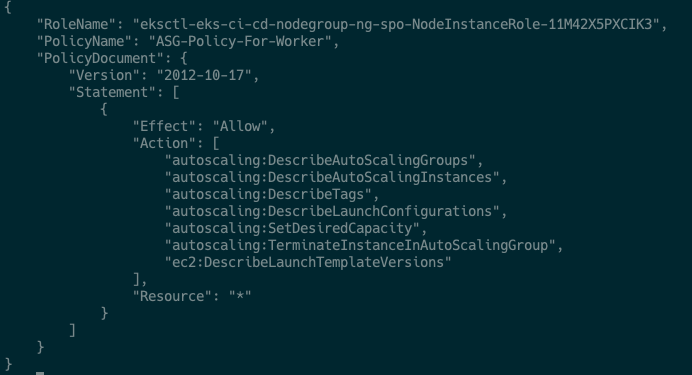 {
    "RoleName": "eksctl-eks-ci-cd-nodegroup-ng-spo-NodeInstanceRole-11M42X5PXCIK3",
    "PolicyName": "ASG-Policy-For-Worker",
    "PolicyDocument": {
        "Version": "2012-10-17",
        "Statement": [
            {
                "Effect": "Allow",
                "Action": [
                    "autoscaling:DescribeAutoScalingGroups",
                    "autoscaling:DescribeAutoScalingInstances",
                    "autoscaling:DescribeTags",
                    "autoscaling:DescribeLaunchConfigurations",
                    "autoscaling:SetDesiredCapacity",
                    "autoscaling:TerminateInstanceInAutoScalingGroup",
                    "ec2:DescribeLaunchTemplateVersions"
                ],
                "Resource": "*"
            }
        ]
    }
}